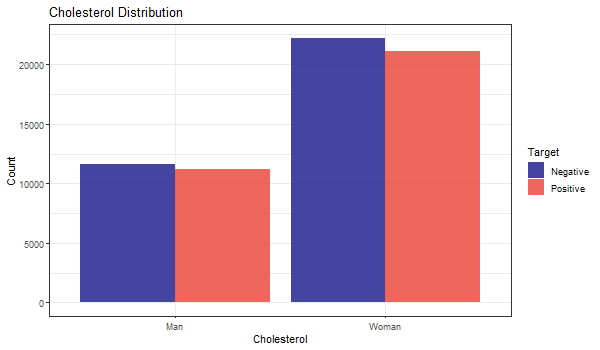 Cholesterol Distribution
Count
20000
15000
10000
5000
0
Man Woman
Cholesterol
Target
Negative
Positive